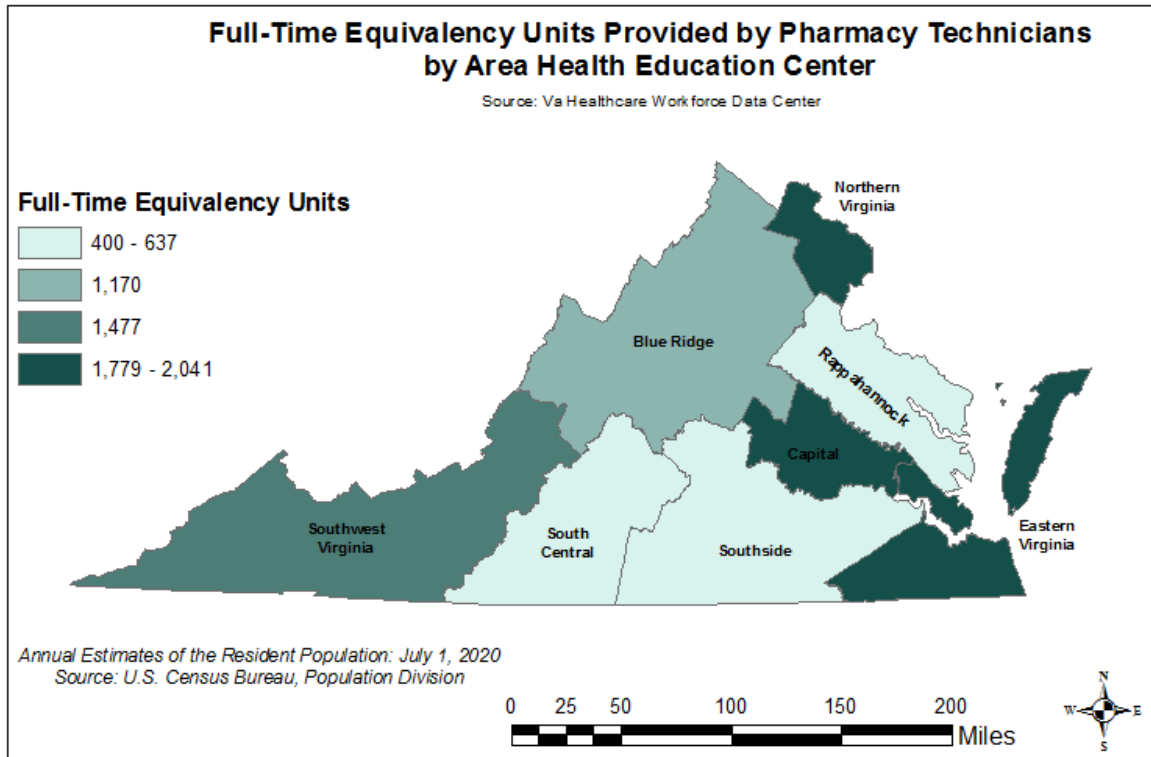 Full-Time Equivalency Units Provided by Pharmacy Technicians
by Area Health Education Center
Source: Va Healthcare Workforce Data Center
Full-Time Equivalency Units
400 - 637
1,170
1,477
1,779 - 2,041
Northern
Virginia
Blue Ridge
Rappahannock
Capital
Southwest
Virginia
South
Central
Southside
Eastern
Virginia
Annual Estimates of the Resident Population: July 1, 2020
Source: U.S. Census Bureau, Population Division
0 25 50 100 150 200
Miles
N
W E
S